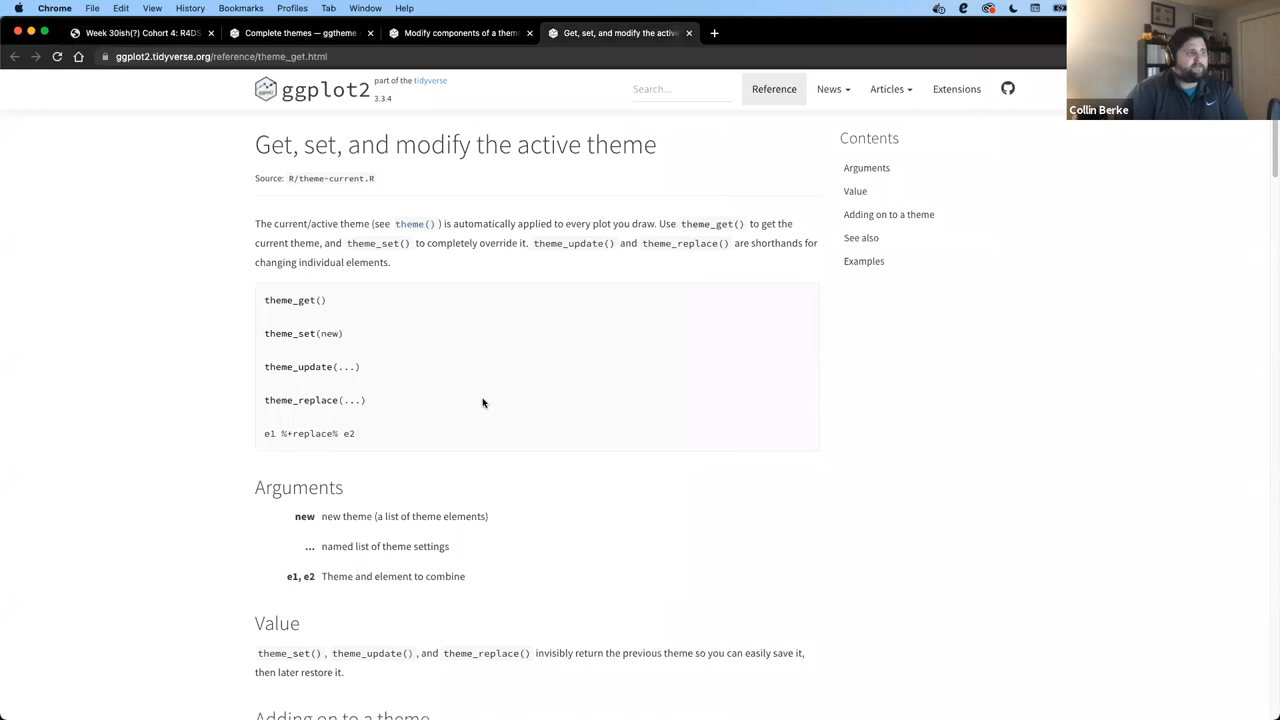 Chrome File Edit View History Bookmarks Profiles Tab Window Help
Week 30ish(?) Cohort 4: R4DS
Complete themes — ggtheme
Modify components of a them
Get, set, and modify the active
ggplot2.tidyverse.org/reference/theme_get.html
ggplot2 part of the tidyverse
3.3.4
Search...
Reference News Articles Extensions
Collin Berke
Get, set, and modify the active theme
Source: R/theme-current.R
The current/active theme (see theme() ) is automatically applied to every plot you draw. Use theme_get() to get the
current theme, and theme_set() to completely override it. theme_update() and theme_replace() are shorthands for
changing individual elements.
theme_get()
theme_set(new)
theme_update(...)
theme_replace(...)
e1 %+replace% e2
Arguments
new new theme (a list of theme elements)
... named list of theme settings
e1, e2 Theme and element to combine
Value
theme_set() , theme_update() , and theme_replace() invisibly return the previous theme so you can easily save it,
then later restore it.
Adding on to a theme
Contents
Arguments
Value
Adding on to a theme
See also
Examples